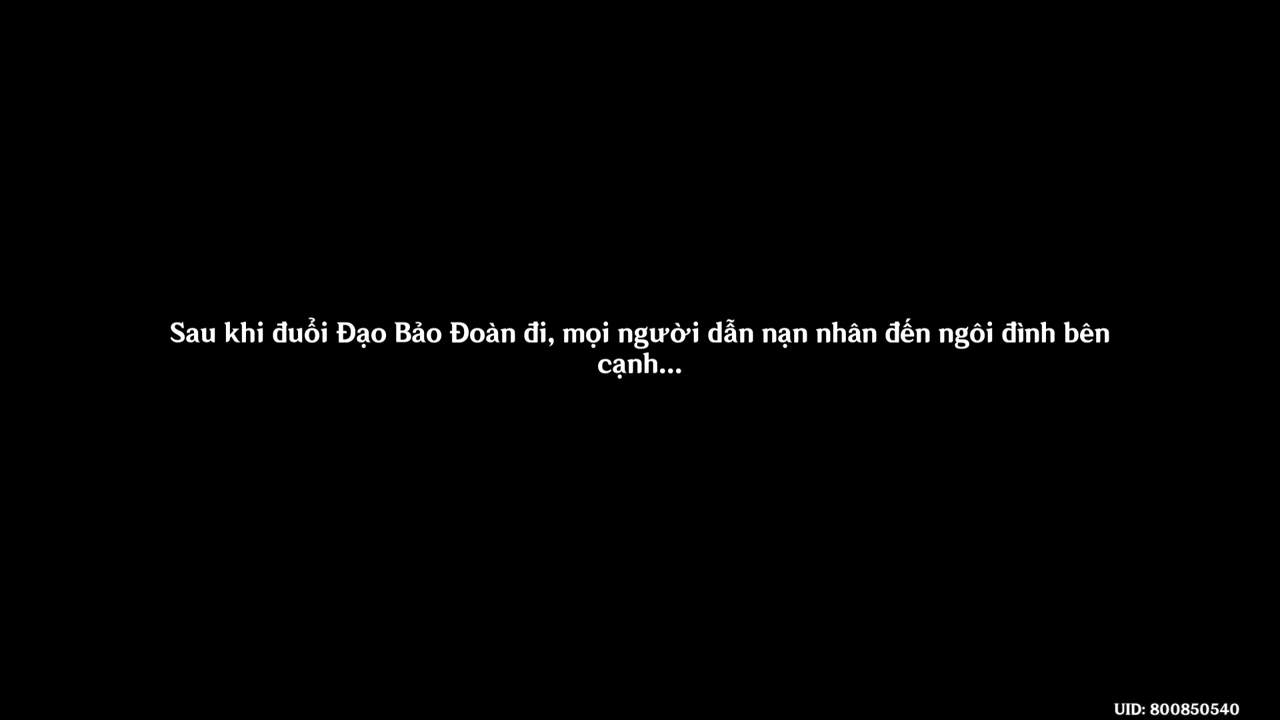 Sau khi đuổi Đạo Bảo Đoàn đi, mọi người dẫn nạn nhân đến ngôi đình bên
cạnh...
UID: 800850540